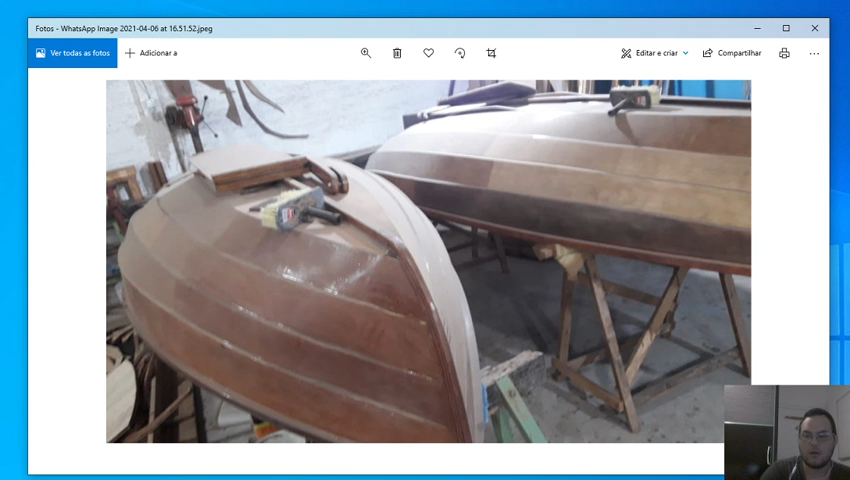 Fotos - WhatsApp Image 2021-04-06 at 16.51.52.jpeg
Ver todas as fotos
Adicionar a
Editar e criar
Compartilhar